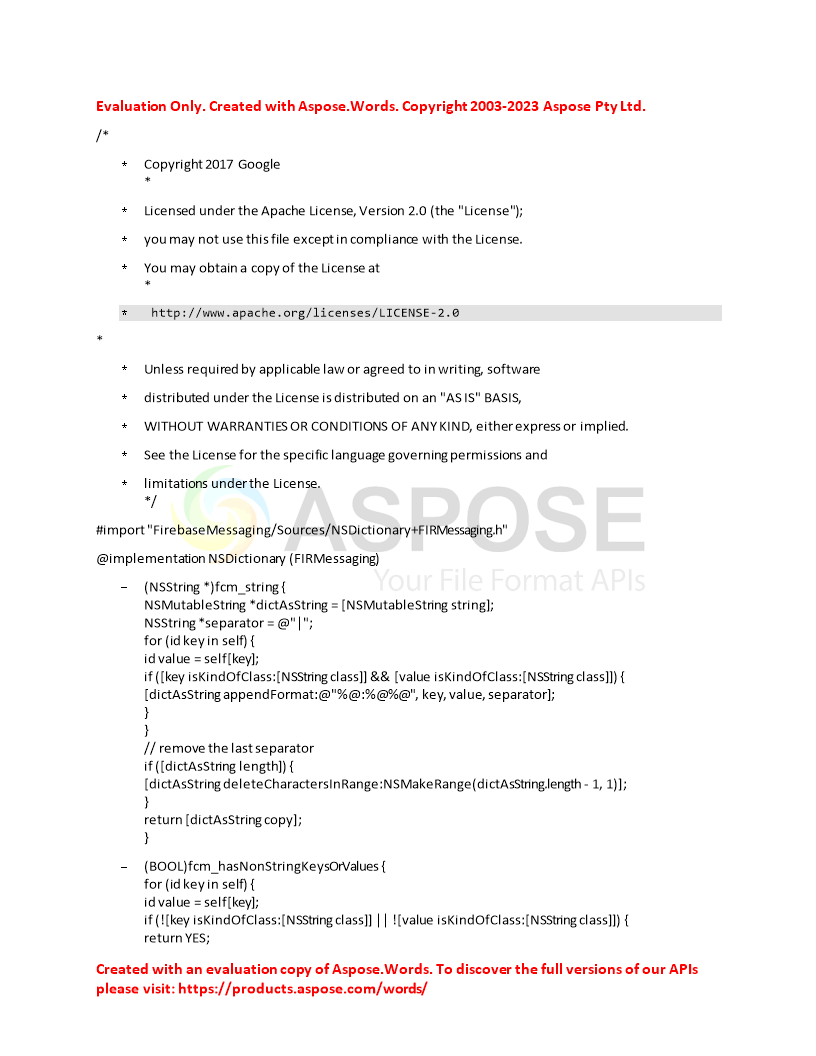 Evaluation Only. Created with Aspose.Words. Copyright 2003-2023 Aspose Pty Ltd.
/*
* Copyright 2017 Google
*
* Licensed under the Apache License, Version 2.0 (the "License");
* you may not use this file except in compliance with the License.
* You may obtain a copy of the License at
*
* http://www.apache.org/licenses/LICENSE-2.0
*
* Unless required by applicable law or agreed to in writing, software
* distributed under the License is distributed on an "AS IS" BASIS,
* WITHOUT WARRANTIES OR CONDITIONS OF ANY KIND, either express or implied.
* See the License for the specific language governing permissions and
* limitations under the License.
*/
ASPOSE
#import "FirebaseMessaging/Sources/NSDictionary+FIRMessaging.h"
@implementation NSDictionary (FIRMessaging)
Your File Format APIs
– (NSString *)fcm_string {
NSMutableString *dictAsString = [NSMutableString string];
NSString *separator = @"|";
for (id key in self) {
id value = self[key];
if ([key isKindOfClass:[NSString class]] && [value isKindOfClass:[NSString class]]) {
[dictAsString appendFormat:@"%@:%@%@", key, value, separator];
}
}
// remove the last separator
if ([dictAsString length]) {
[dictAsString deleteCharactersInRange:NSMakeRange(dictAsString.length - 1, 1)];
}
return [dictAsString copy];
}
– (BOOL)fcm_hasNonStringKeysOrValues {
for (id key in self) {
id value = self[key];
if (![key isKindOfClass:[NSString class]] || ![value isKindOfClass:[NSString class]]) {
return YES;
Created with an evaluation copy of Aspose.Words. To discover the full versions of our APIs
please visit: https://products.aspose.com/words/